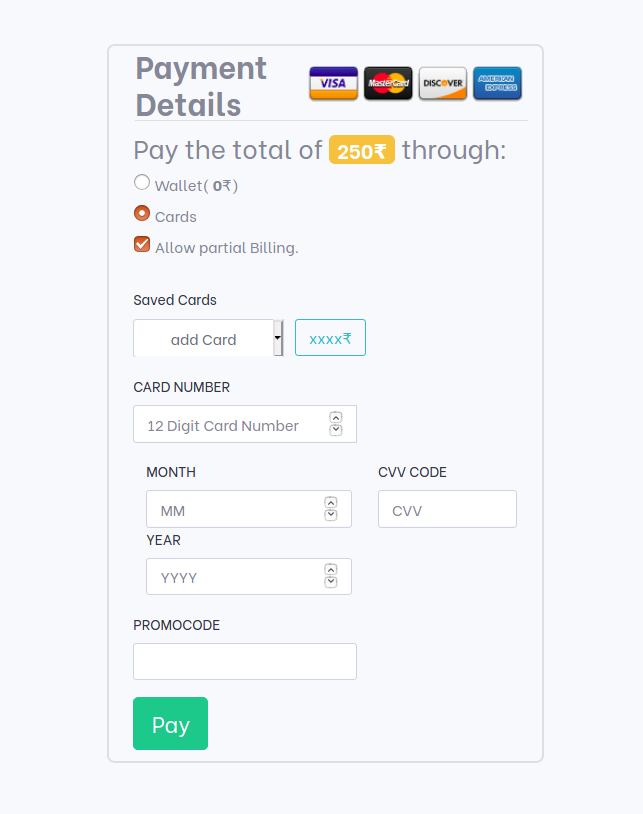 Payment
Details
VISA MasterCard DISCOVER AMERICAN EXPRESS
Pay the total of 250₹ through:
Wallet( 0₹)
Cards
Allow partial Billing.
Saved Cards
add Card xxxx₹
CARD NUMBER
12 Digit Card Number
MONTH CVV CODE
MM CVV
YEAR
YYYY
PROMOCODE
Pay